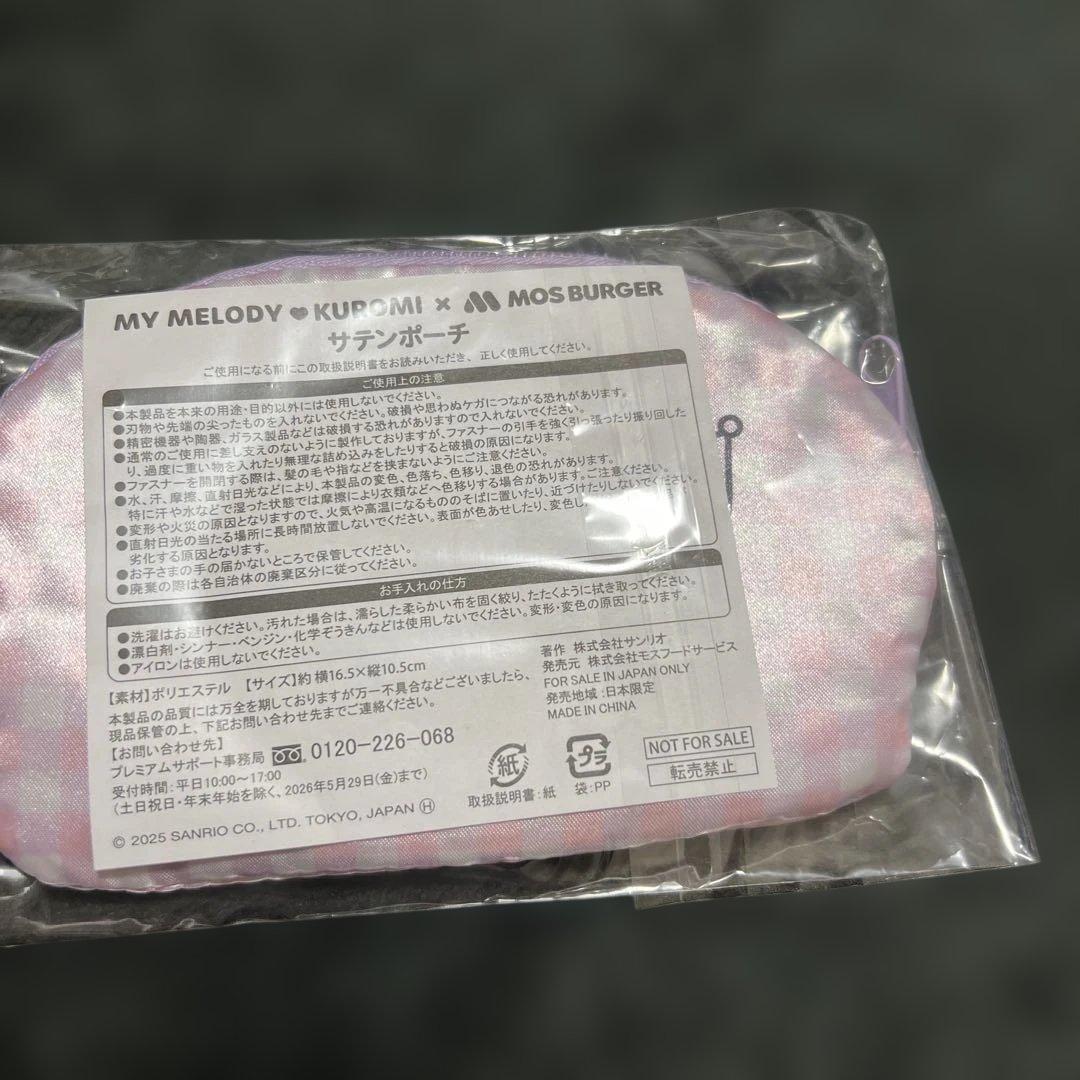 MY MELODY♥KUROMI × MOS BURGER
サテンポーチ
ご使用になる前にこの取扱説明書をお読みいただき、正しく使用してください。
ご使用上の注意
●本製品を本来の用途・目的以外には使用しないでください。
●刃物や先端の尖ったものを入れないでください。破損や思わぬケガにつながる恐れがあります。
●精密機器や陶器、ガラス製品などは破損する恐れがありますので入れないでください。
●通常のご使用に差し支えのないように製作しておりますが、ファスナーの引手を強く引っ張ったり振り回した
り、過度に重い物を入れたり無理な詰め込みをしたりすると破損の原因になります。
●ファスナーを開閉する際は、髪の毛や指などを挟まないようにご注意ください。
●水、汗、摩擦、直射日光などにより、本製品の変色、色落ち、色移り、退色の恐れがあります。
特に汗や水などで湿った状態では摩擦により衣類などへ色移りする場合があります。ご注意ください。
●変形や火災の原因となりますので、火気や高温になるもののそばに置いたり、近づけたりしないでください。
●直射日光の当たる場所に長時間放置しないでください。表面が色あせたり、変色し
劣化する原因となります。
●お子さまの手の届かないところで保管してください。
●廃棄の際は各自治体の廃棄区分に従ってください。
お手入れの仕方
●洗濯はお避けください。汚れた場合は、濡らした柔らかい布を固く絞り、たたくように拭き取ってください。
●漂白剤・シンナー・ベンジン・化学ぞうきんなどは使用しないでください。変形・変色の原因になります。
●アイロンは使用しないでください。
【素材】ポリエステル 【サイズ】約 横16.5×縦10.5cm
本製品の品質には万全を期しておりますが万一不具合などございましたら、
現品保管の上、下記お問い合わせ先までご連絡ください。
【お問い合わせ先】
プレミアムサポート事務局 0120-226-068
受付時間:平日10:00〜17:00
(土日祝日・年末年始を除く、2026年5月29日(金)まで)
© 2025 SANRIO CO., LTD. TOKYO, JAPAN Ⓗ
著作 株式会社サンリオ
発売元 株式会社モスフードサービス
FOR SALE IN JAPAN ONLY
発売地域:日本限定
MADE IN CHINA
紙
取扱説明書:紙
プラ
袋:PP
NOT FOR SALE
転売禁止